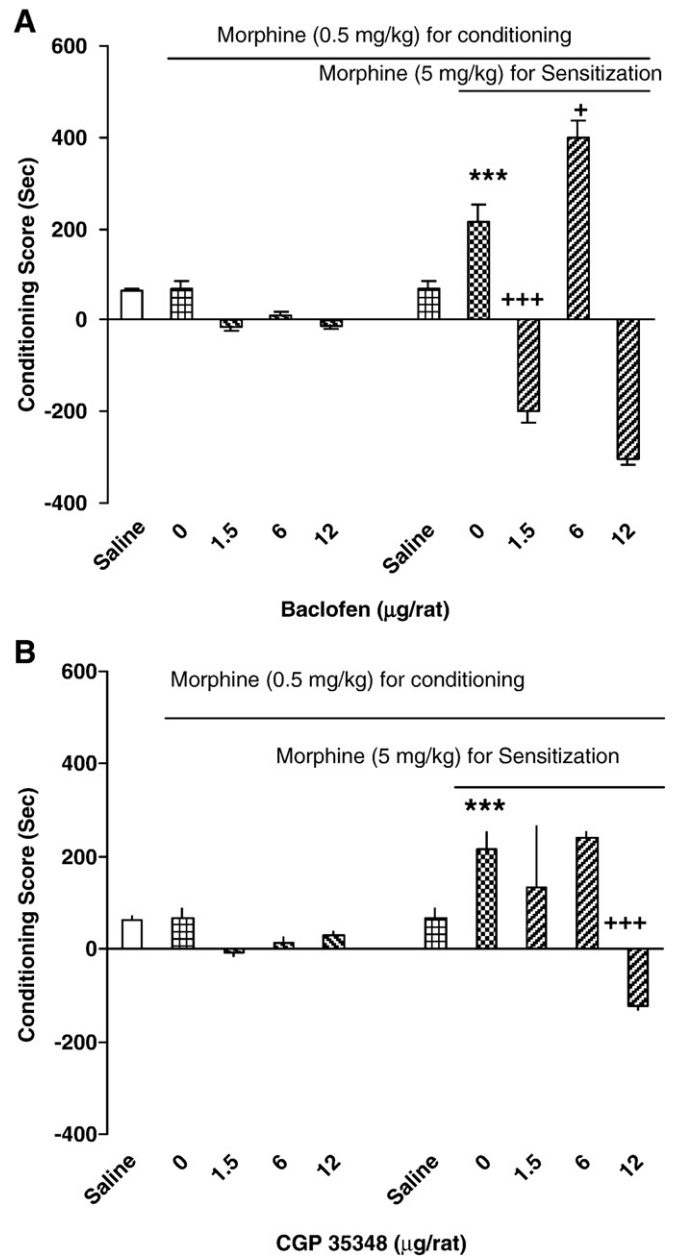 A
Morphine (0.5 mg/kg) for conditioning
Morphine (5 mg/kg) for Sensitization
600
400
200
0
-200
-400
Conditioning Score (Sec)
***
+++
+
Saline 0 1.5 6 12 Saline 0 1.5 6 12
Baclofen (μg/rat)
B
Morphine (0.5 mg/kg) for conditioning
Morphine (5 mg/kg) for Sensitization
600
400
200
0
-200
-400
Conditioning Score (Sec)
***
+++
Saline 0 1.5 6 12 Saline 0 1.5 6 12
CGP 35348 (μg/rat)